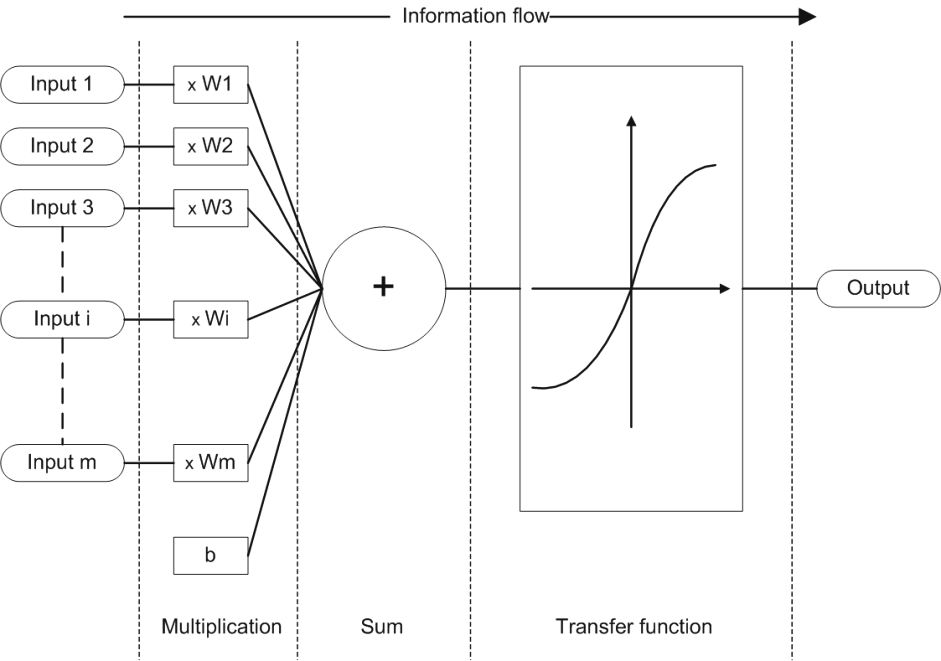 Information flow
Input 1
x W1
Input 2
x W2
Input 3
x W3
Input i
x Wi
Input m
x Wm
b
+
Output
Multiplication
Sum
Transfer function